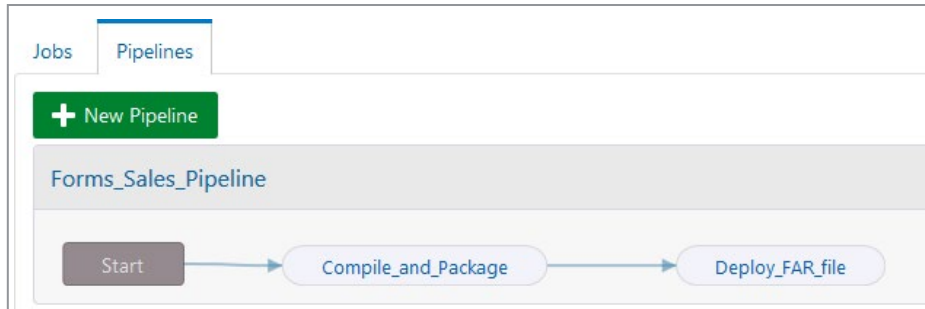 Jobs Pipelines
New Pipeline
Forms_Sales_Pipeline
Start Compile_and_Package Deploy_FAR_file